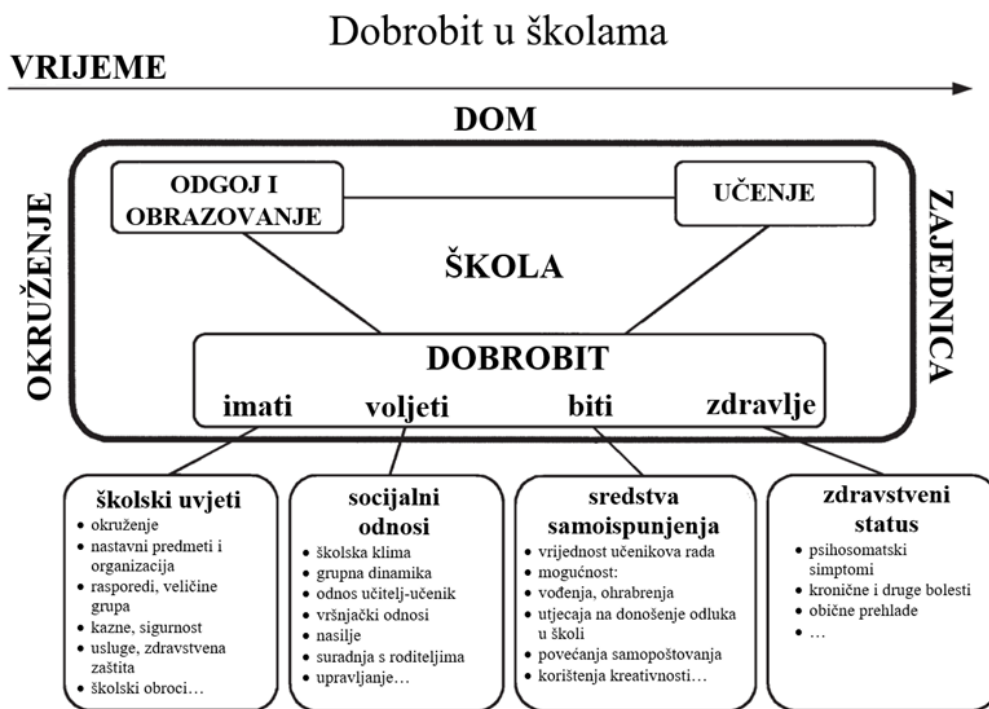 Dobrobit u školama
VRIJEME
DOM
OKRUŽENJE
ZAJEDNICA
ODGOJ I
OBRAZOVANJE
UČENJE
ŠKOLA
DOBROBIT
imati voljeti biti zdravlje
školski uvjeti
• okruženje
• nastavni predmeti i
organizacija
• rasporedi, veličine
grupa
• kazne, sigurnost
• usluge, zdravstvena
zaštita
• školski obroci…
socijalni
odnosi
• školska klima
• grupna dinamika
• odnos učitelj-učenik
• vršnjački odnosi
• nasilje
• suradnja s roditeljima
• upravljanje…
sredstva
samoispunjenja
• vrijednost učenikova rada
• mogućnost:
• vođenja, ohrabrenja
• utjecaja na donošenje odluka
u školi
• povećanja samopoštovanja
• korištenja kreativnosti…
zdravstveni
status
• psihosomatski
simptomi
• kronične i druge bolesti
• obične prehlade
• …